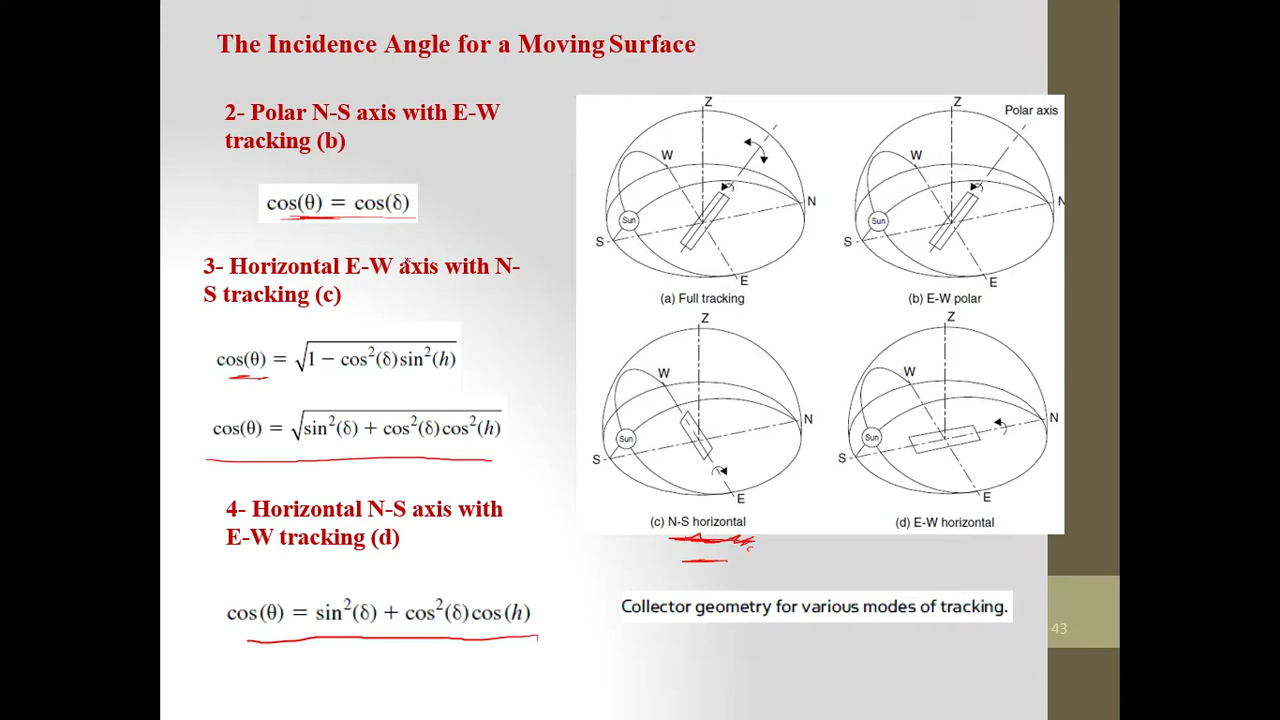 The Incidence Angle for a Moving Surface
2- Polar N-S axis with E-W
tracking (b)
cos(θ) = cos(δ)
3- Horizontal E-W axis with N-
S tracking (c)
cos(θ) = √1 − cos²(δ)sin²(h)
cos(θ) = √sin²(δ) + cos²(δ)cos²(h)
4- Horizontal N-S axis with
E-W tracking (d)
cos(θ) = sin²(δ) + cos²(δ)cos(h)
Z
W
N
Sun
S
E
(a) Full tracking
Z
Polar axis
W
N
Sun
S
E
(b) E-W polar
Z
W
N
Sun
S
E
(c) N-S horizontal
Z
W
N
Sun
S
E
(d) E-W horizontal
Collector geometry for various modes of tracking.
43